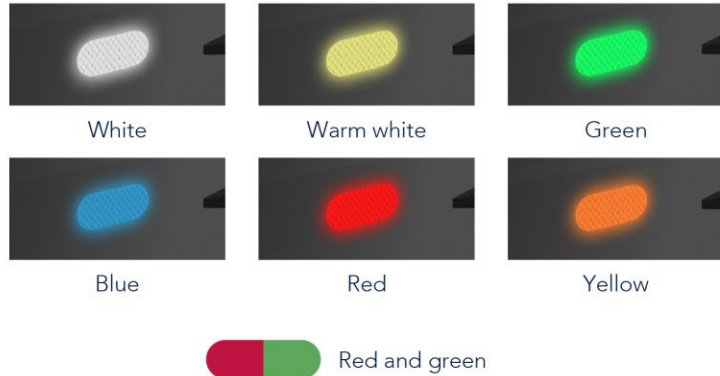 White
Warm white
Green
Blue
Red
Yellow
Red and green